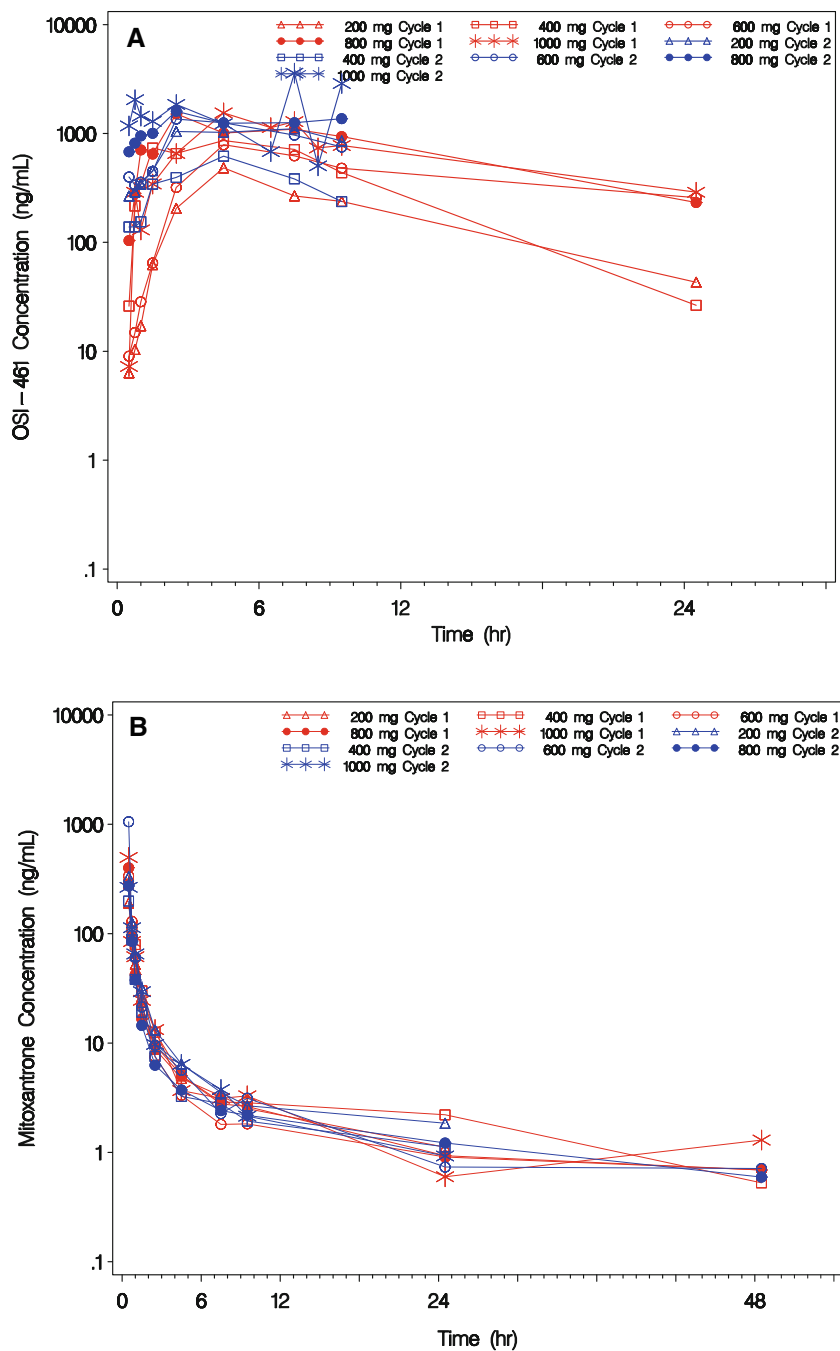 A
200 mg Cycle 1 400 mg Cycle 1 600 mg Cycle 1
800 mg Cycle 1 1000 mg Cycle 1 200 mg Cycle 2
400 mg Cycle 2 600 mg Cycle 2 800 mg Cycle 2
1000 mg Cycle 2
OSI-461 Concentration (ng/mL)
10000
1000
100
10
1
.1
0 6 12 24
Time (hr)
B
200 mg Cycle 1 400 mg Cycle 1 600 mg Cycle 1
800 mg Cycle 1 1000 mg Cycle 1 200 mg Cycle 2
400 mg Cycle 2 600 mg Cycle 2 800 mg Cycle 2
1000 mg Cycle 2
Mitoxantrone Concentration (ng/mL)
10000
1000
100
10
1
.1
0 6 12 24 48
Time (hr)